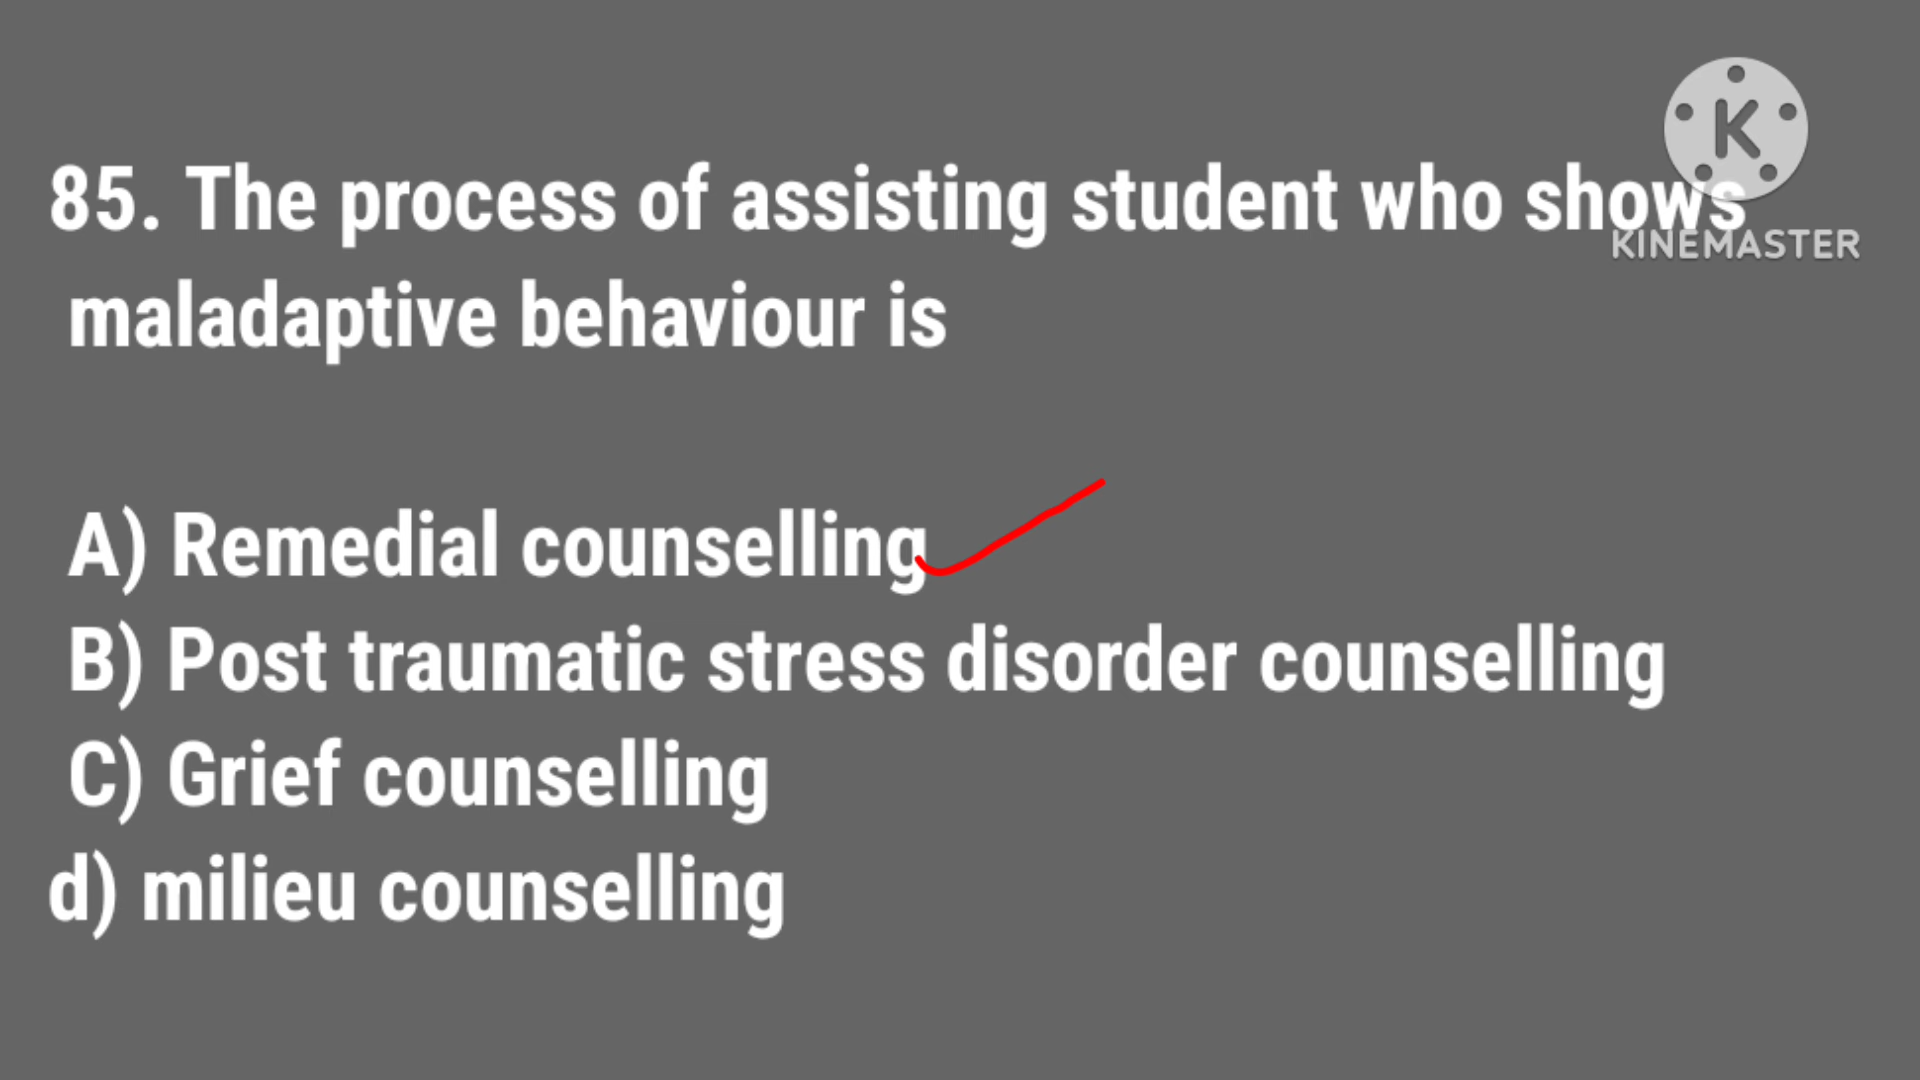 85. The process of assisting student who shows
KINEMASTER
maladaptive behaviour is
A) Remedial counselling
B) Post traumatic stress disorder counselling
C) Grief counselling
d) milieu counselling